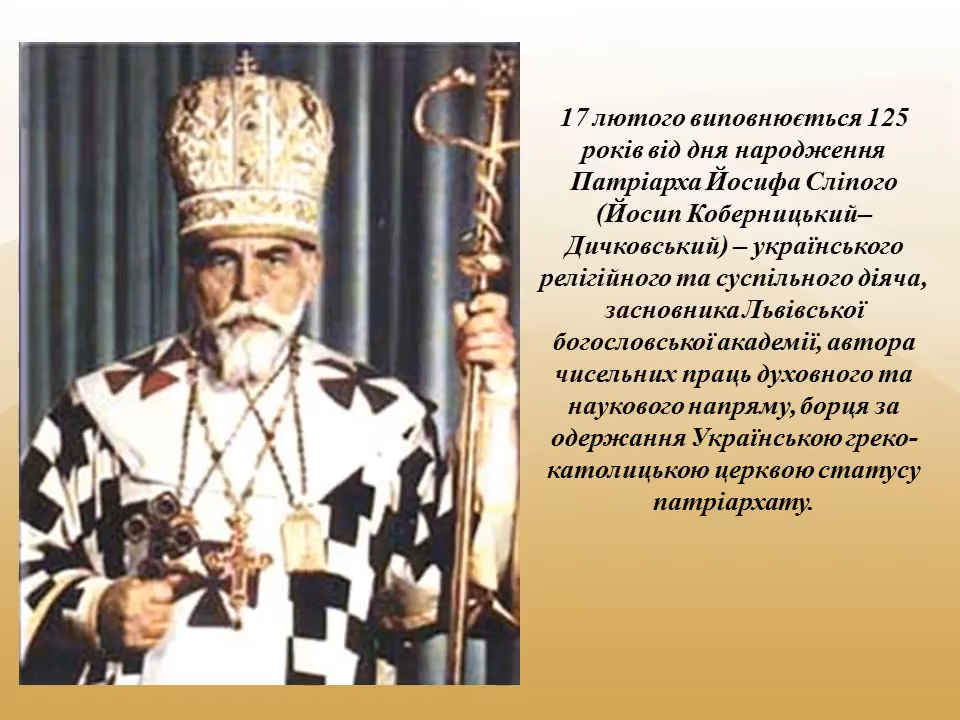 17 лютого виповнюється 125
років від дня народження
Патріарха Йосифа Сліпого
(Йосип Коберницький–
Дичковський) – українського
релігійного та суспільного діяча,
засновника Львівської
богословської академії, автора
чисельних праць духовного та
наукового напряму, борця за
одержання Українською греко-
католицькою церквою статусу
патріархату.